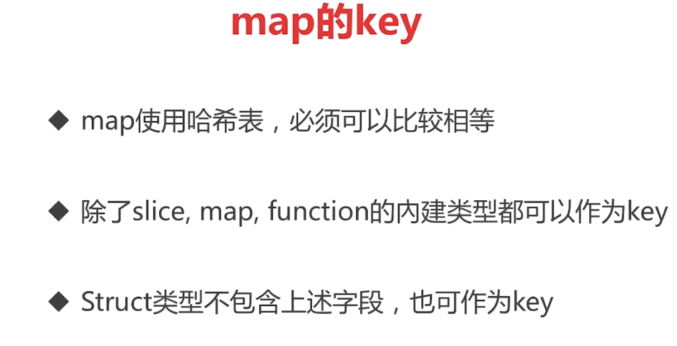 map的key
◆ map使用哈希表，必须可以比较相等
◆ 除了slice, map, function的内建类型都可以作为key
◆ Struct类型不包含上述字段，也可作为key